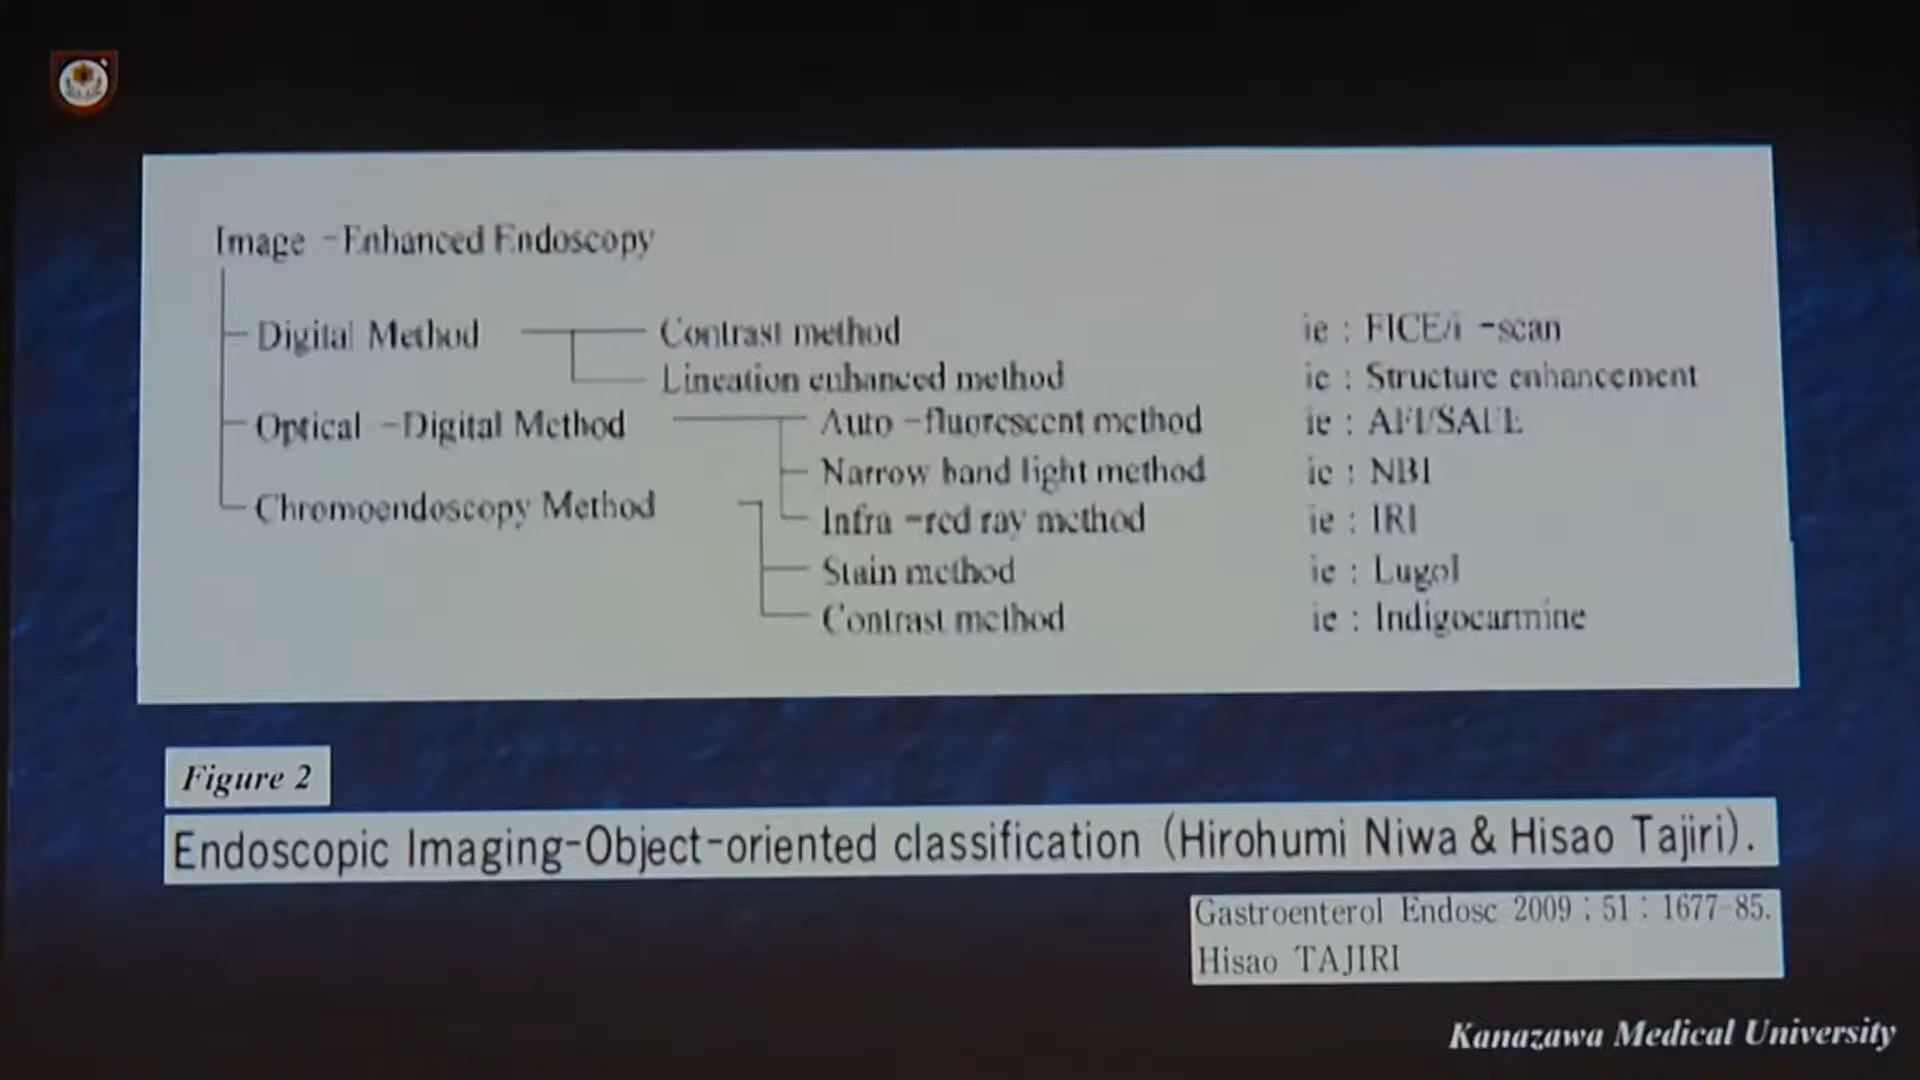 Image -Enhanced Endoscopy
Digital Method Contrast method ie : FICE/i -scan
Lineation enhanced method ie : Structure enhancement
Optical -Digital Method Auto -fluorescent method ie : AFI/SAFE
Narrow band light method ie : NBI
Chromoendoscopy Method Infra -red ray method ie : IRI
Stain method ie : Lugol
Contrast method ie : Indigocarmine
Figure 2
Endoscopic Imaging-Object-oriented classification (Hirohumi Niwa & Hisao Tajiri).
Gastroenterol Endosc 2009 ; 51 : 1677-85.
Hisao TAJIRI
Kanazawa Medical University